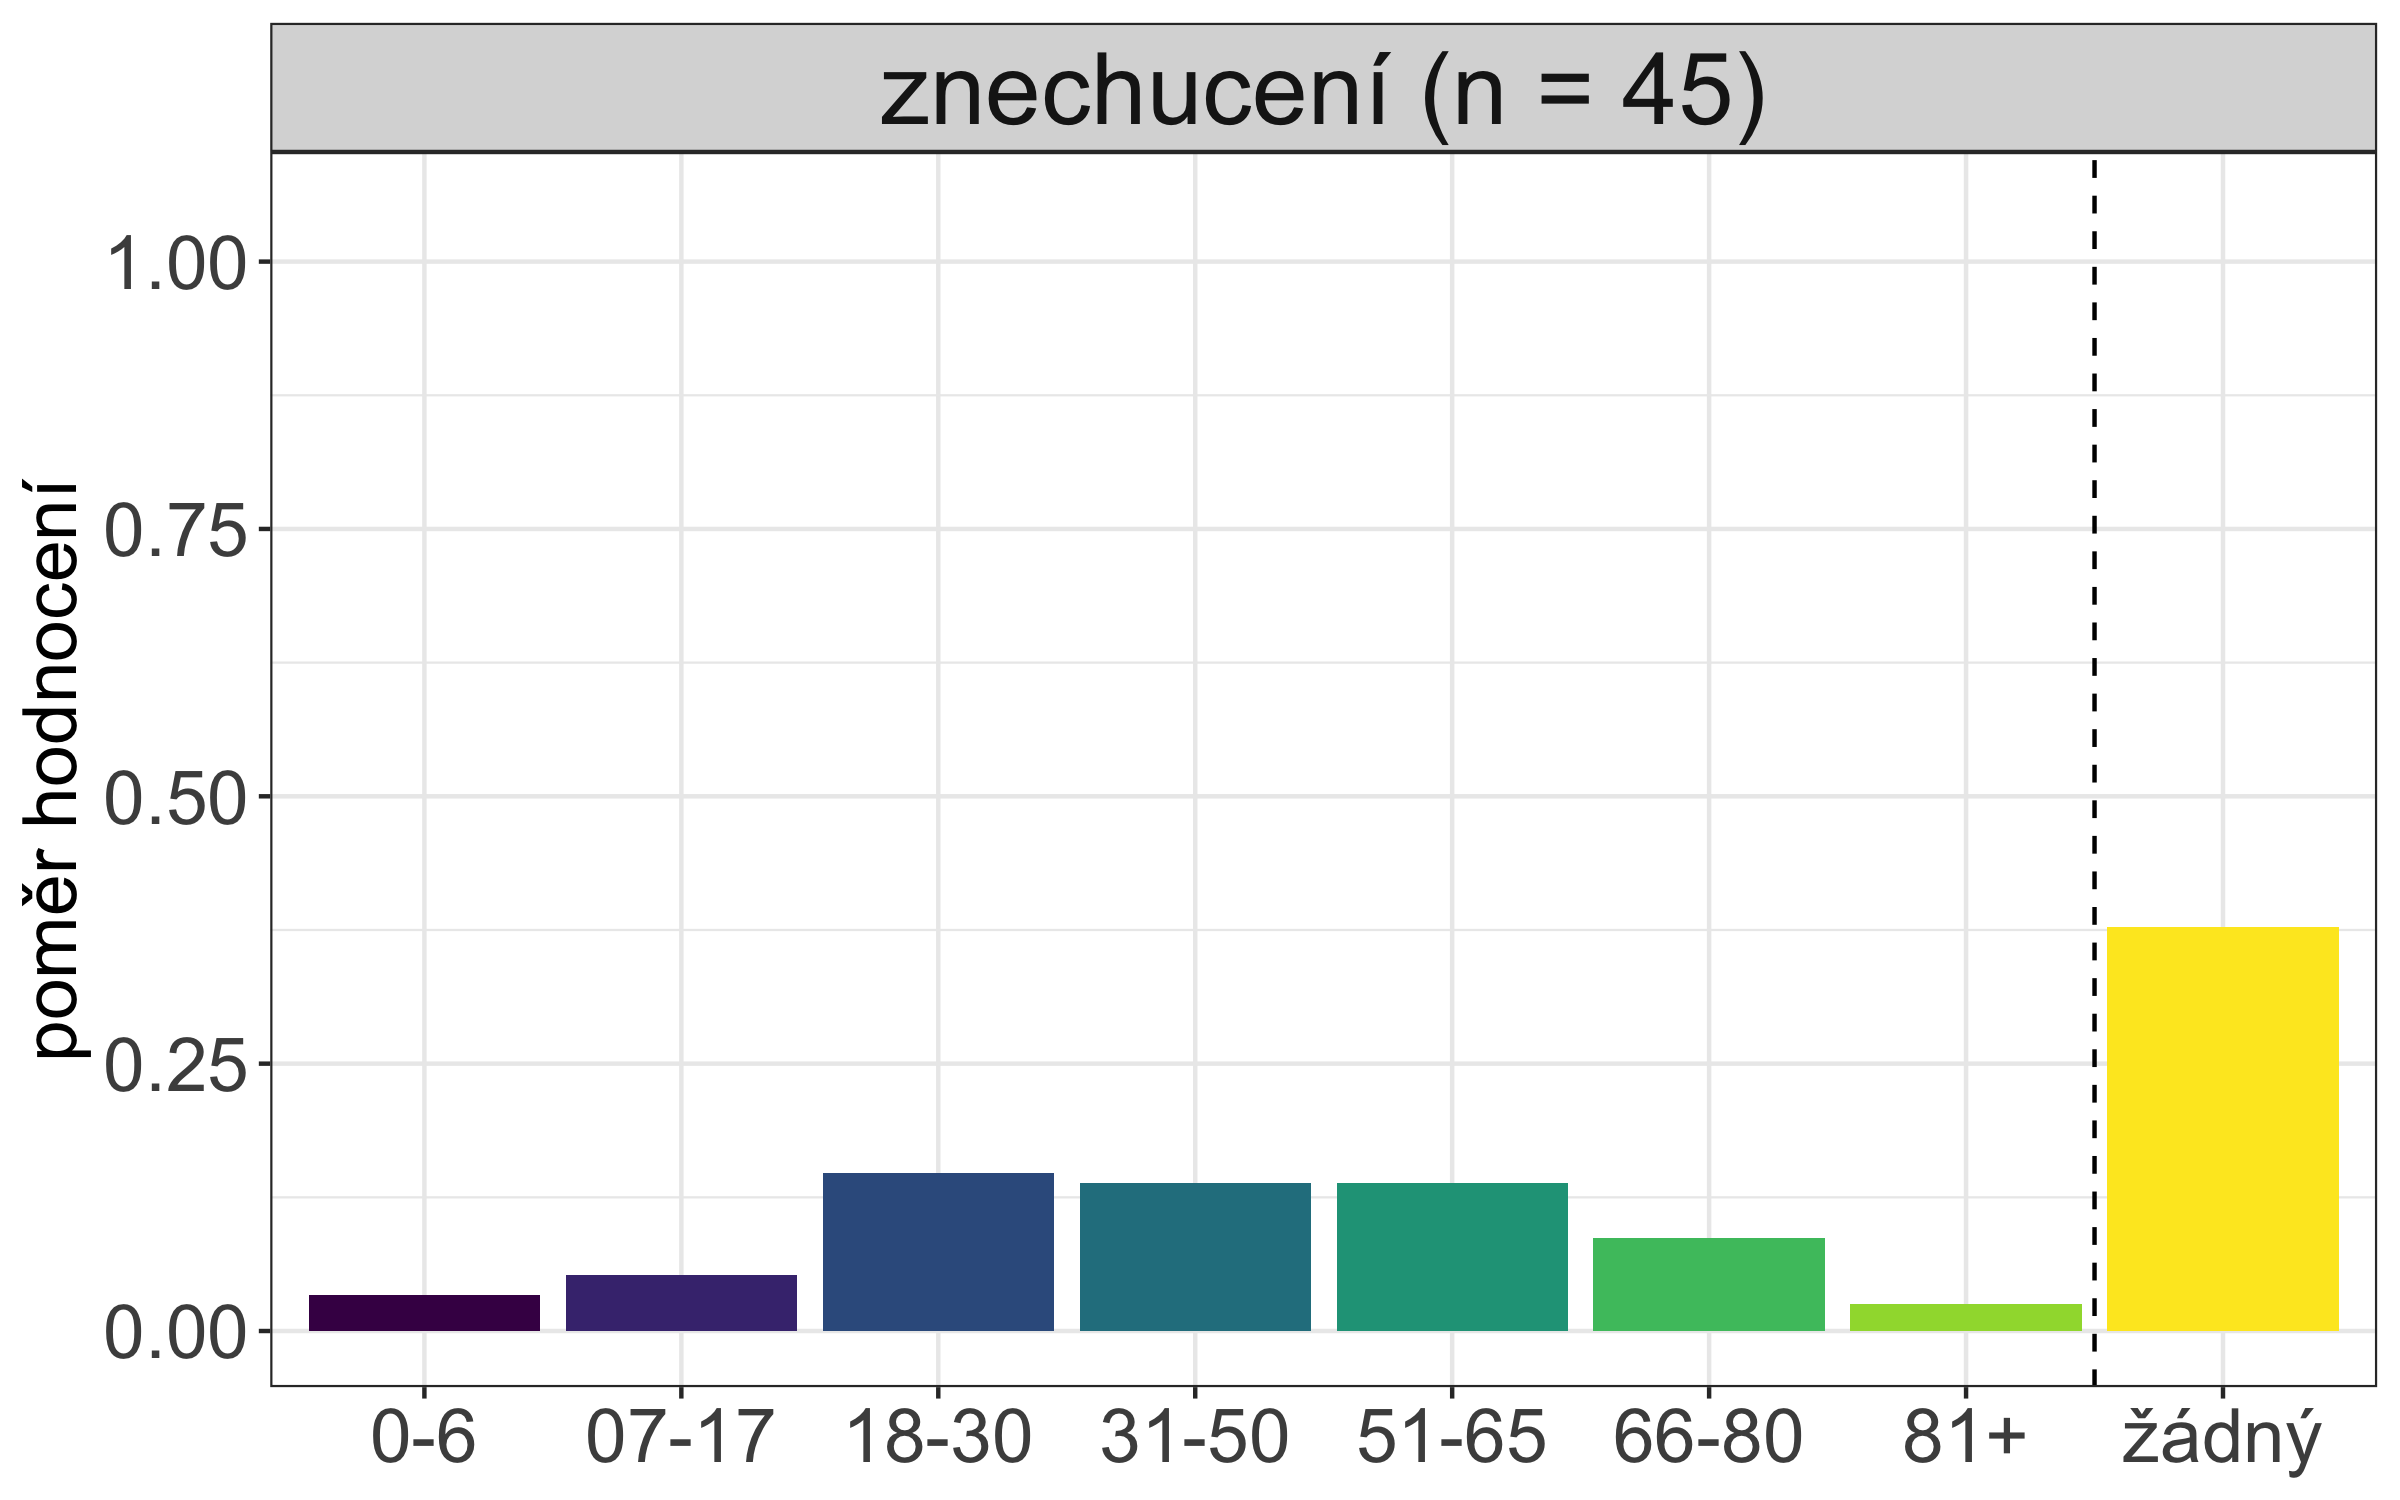 znechucení (n = 45)
poměr hodnocení
1.00
0.75
0.50
0.25
0.00
0-6 07-17 18-30 31-50 51-65 66-80 81+ žádný